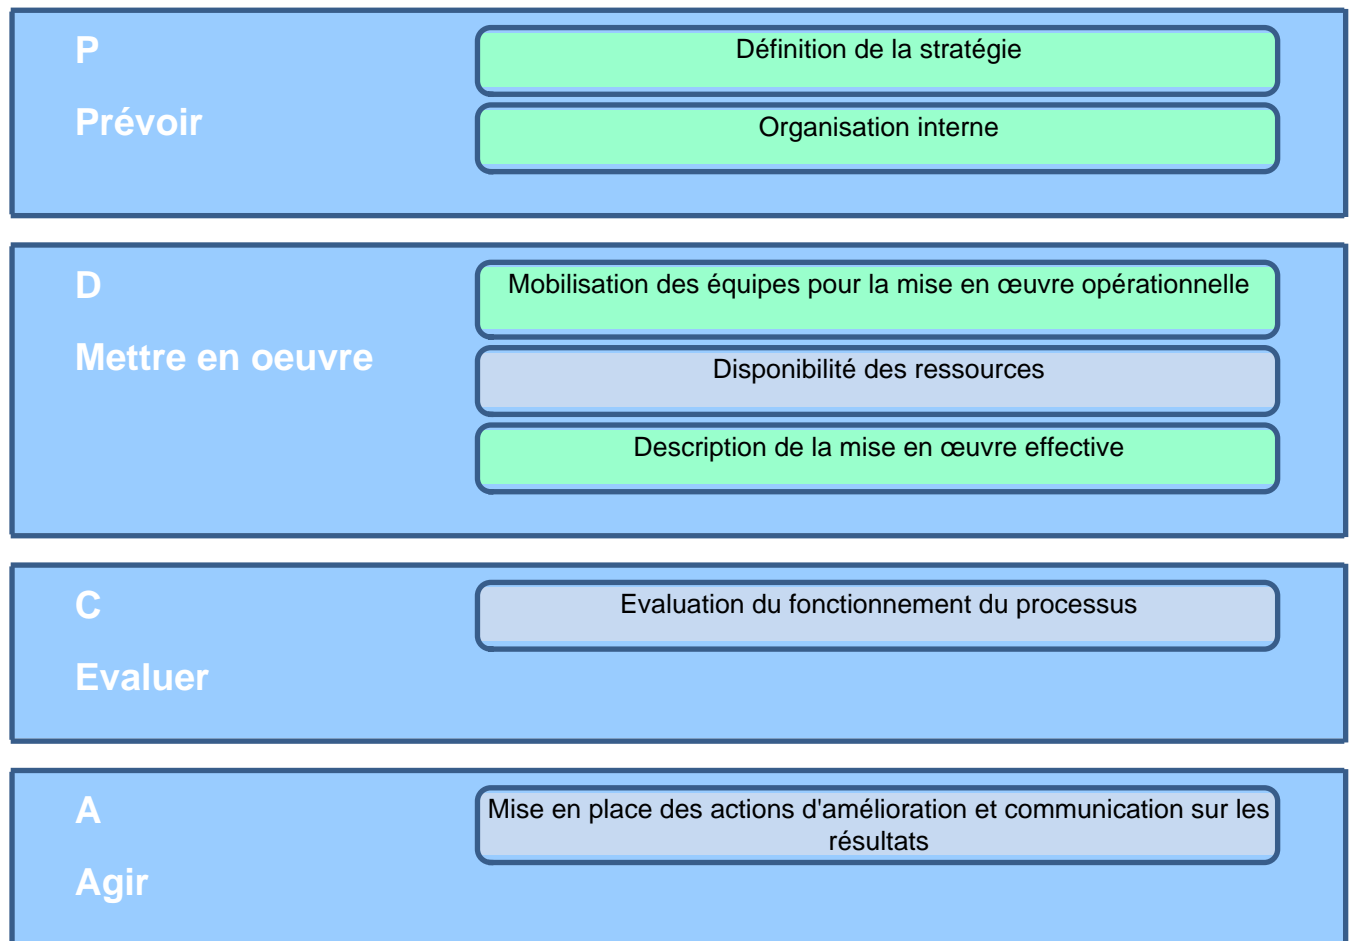 P
Prévoir
Définition de la stratégie
Organisation interne
D
Mettre en oeuvre
Mobilisation des équipes pour la mise en œuvre opérationnelle
Disponibilité des ressources
Description de la mise en œuvre effective
C
Evaluer
Evaluation du fonctionnement du processus
A
Agir
Mise en place des actions d'amélioration et communication sur les
résultats